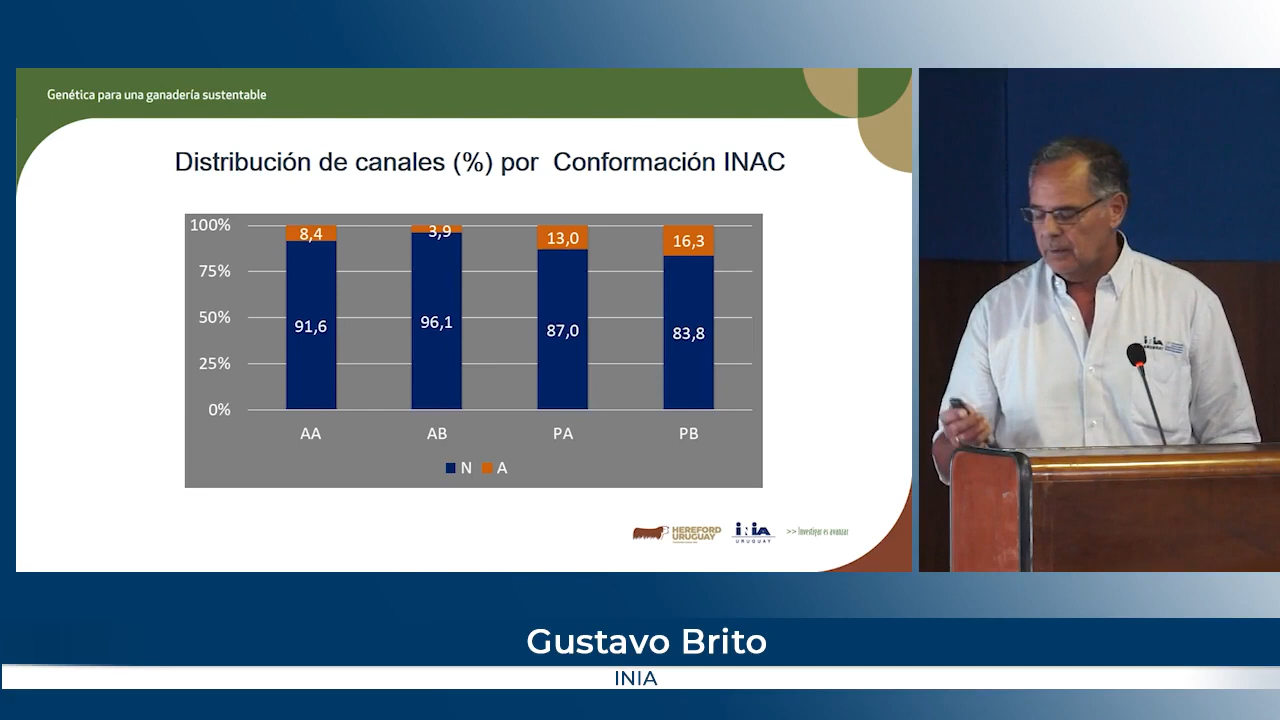 Genética para una ganadería sustentable
Distribución de canales (%) por Conformación INAC
100%
75%
50%
25%
0%
8,4
3,9
13,0
16,3
91,6
96,1
87,0
83,8
AA AB PA PB
N A
HEREFORD
URUGUAY
INIA
URUGUAY
>> Investigar es avanzar
INIA
Gustavo Brito
INIA